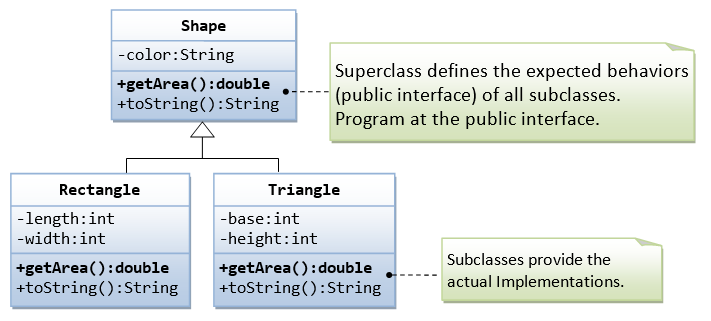 Shape
-color:String
+getArea():double
+toString():String
Superclass defines the expected behaviors
(public interface) of all subclasses.
Program at the public interface.
Rectangle
-length:int
-width:int
+getArea():double
+toString():String
Triangle
-base:int
-height:int
+getArea():double
+toString():String
Subclasses provide the
actual Implementations.